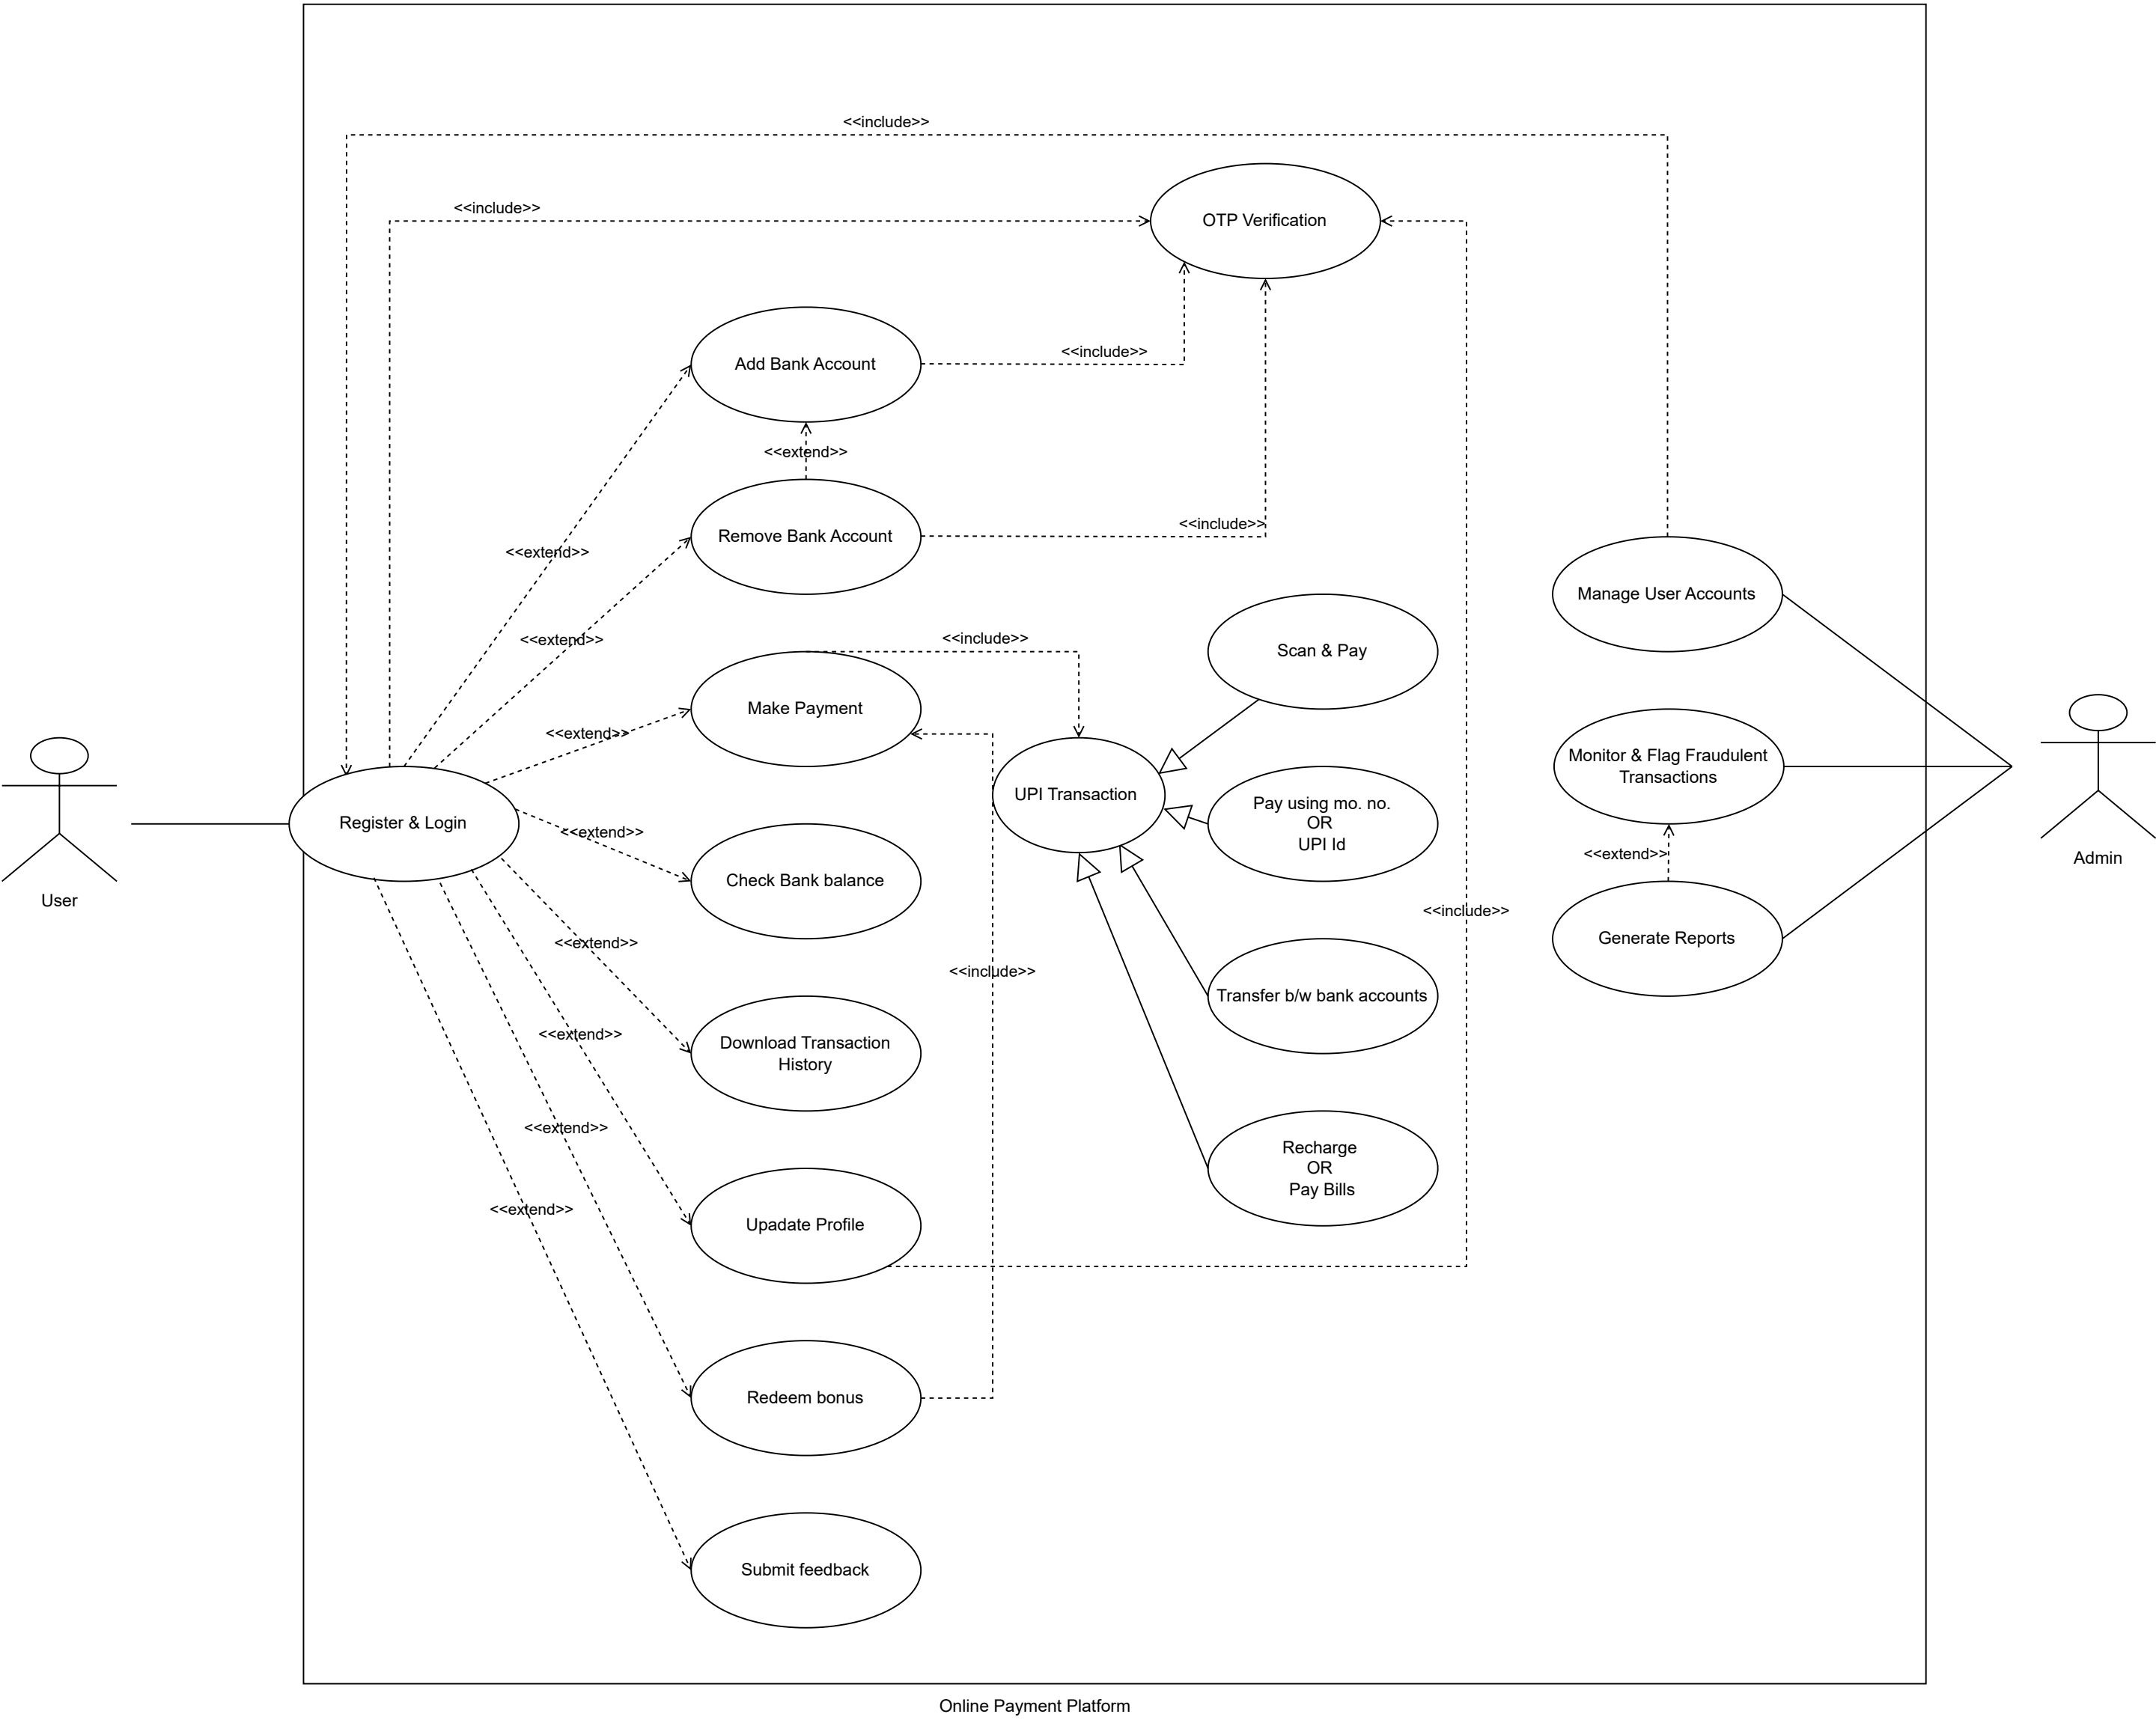 <<include>>
<<include>>
OTP Verification
<<include>>
Add Bank Account
<<extend>>
<<include>>
Remove Bank Account
<<extend>>
Manage User Accounts
<<extend>>
<<include>>
Scan & Pay
Make Payment
<<extend>>
Monitor & Flag Fraudulent
Transactions
UPI Transaction
Pay using mo. no.
OR
UPI Id
Register & Login
<<extend>>
<<extend>>
Admin
Check Bank balance
User
<<include>>
Generate Reports
<<extend>>
<<include>>
Transfer b/w bank accounts
<<extend>>
Download Transaction
History
<<extend>>
Recharge
OR
Pay Bills
<<extend>>
Upadate Profile
Redeem bonus
Submit feedback
Online Payment Platform